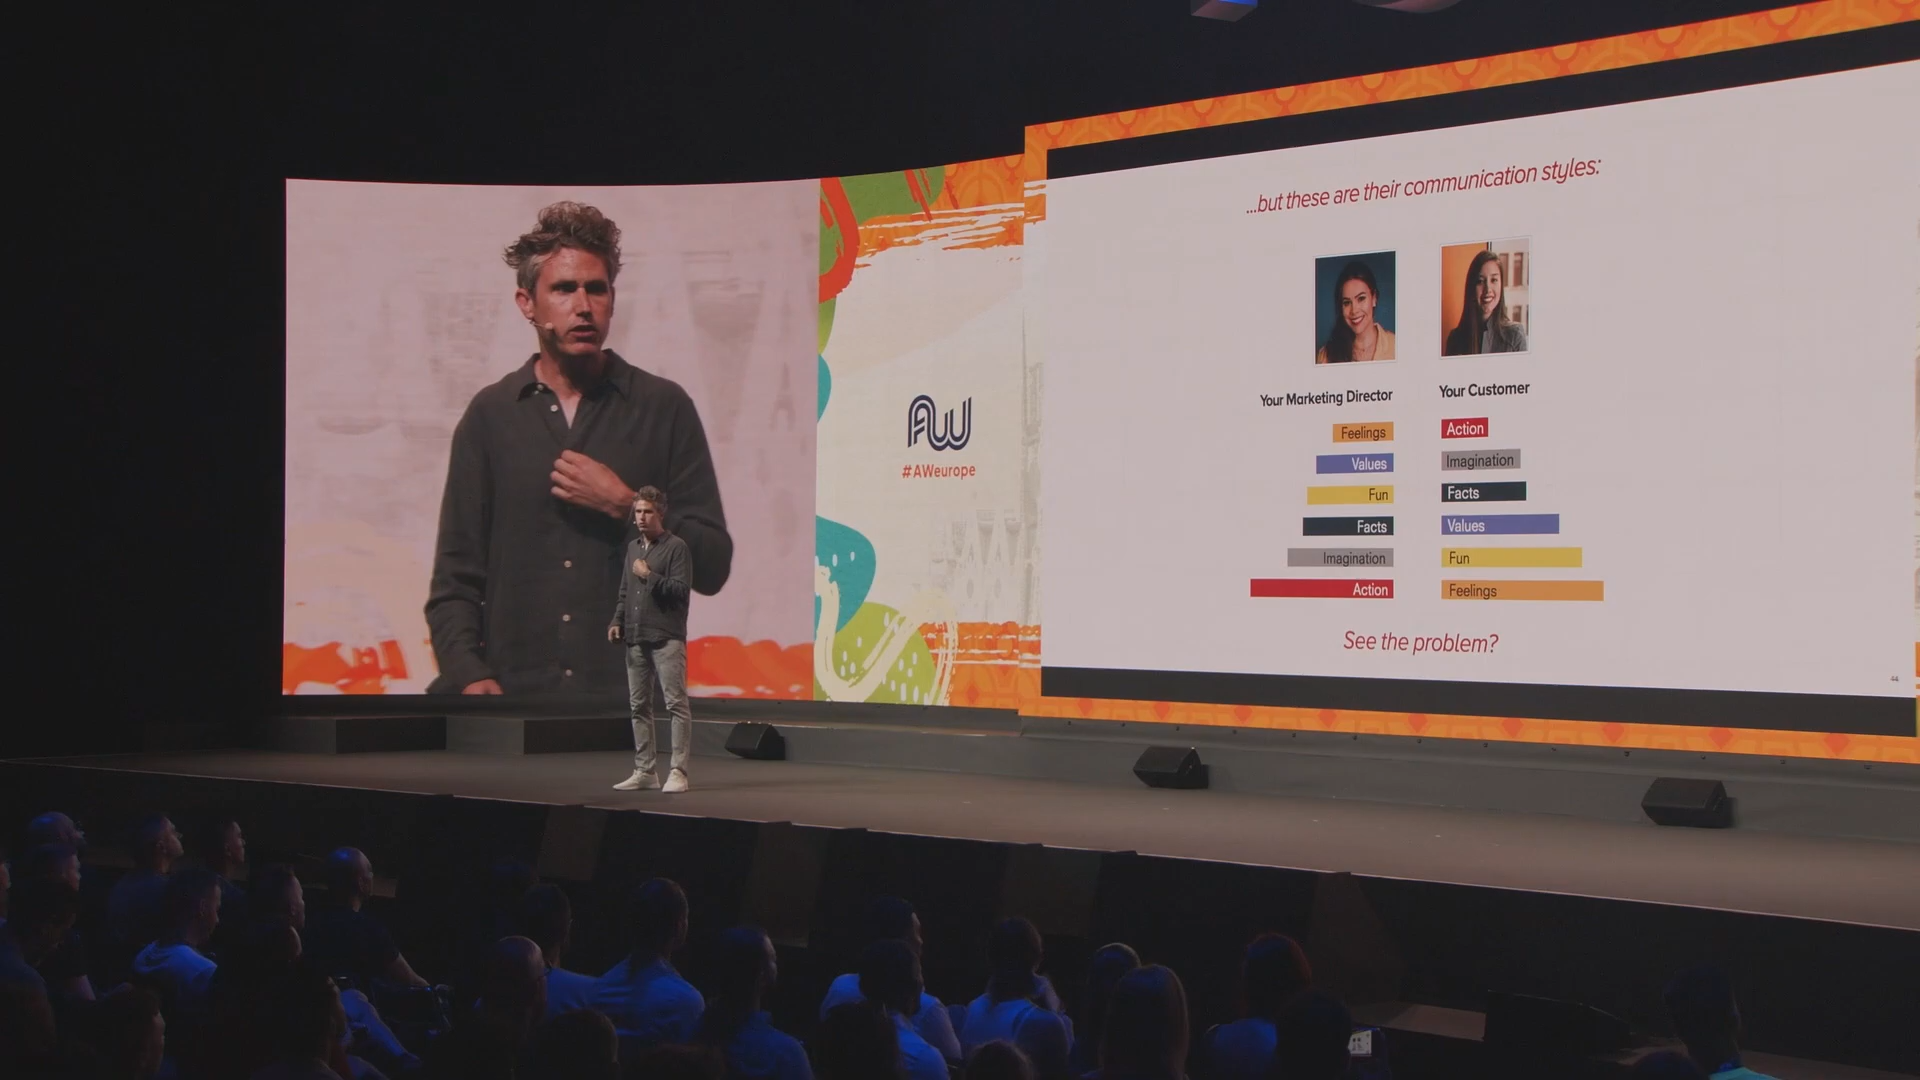 ...but these are their communication styles:
AW
#AWeurope
Your Marketing Director
Your Customer
Feelings
Action
Values
Imagination
Fun
Facts
Facts
Values
Imagination
Fun
Action
Feelings
See the problem?
44